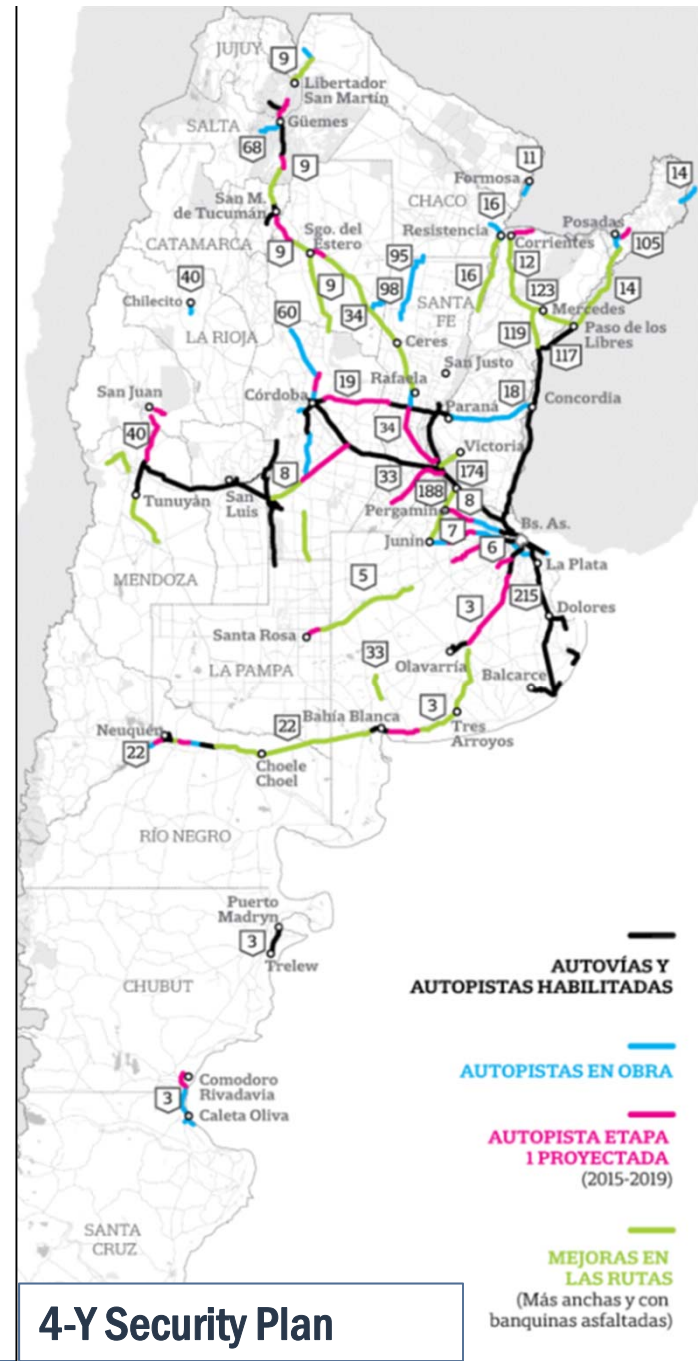 JUJUY
9
Libertador
San Martín
Güemes
SALTA
68
9
11
Formosa
14
CHACO
16
San M.
de Tucumán
Resistencia
Posadas
Corrientes
105
CATAMARCA
9
Sgo. del
Estero
95
12
40
9
98
16
123
14
Chilecito
34
SANTA
FE
Mercedes
60
119
Paso de los
Libres
LA RIOJA
Ceres
117
San Justo
San Juan
19
Rafaela
18
Córdoba
Paraná
Concordia
40
34
Victoria
8
33
174
Tunuyán
San
Luis
188
8
Pergamino
7
Bs. As.
Junin
6
La Plata
MENDOZA
5
215
3
Dolores
Santa Rosa
33
Olavarría
LA PAMPA
Balcarce
3
22
Bahía Blanca
Neuquén
Tres
Arroyos
22
Choele
Choel
RÍO NEGRO
Puerto
Madryn
3
Trelew
CHUBUT
Comodoro
Rivadavia
3
Caleta Oliva
SANTA
CRUZ
AUTOVÍAS Y
AUTOPISTAS HABILITADAS
AUTOPISTAS EN OBRA
AUTOPISTA ETAPA
1 PROYECTADA
(2015-2019)
MEJORAS EN
LAS RUTAS
(Más anchas y con
banquinas asfaltadas)
4-Y Security Plan